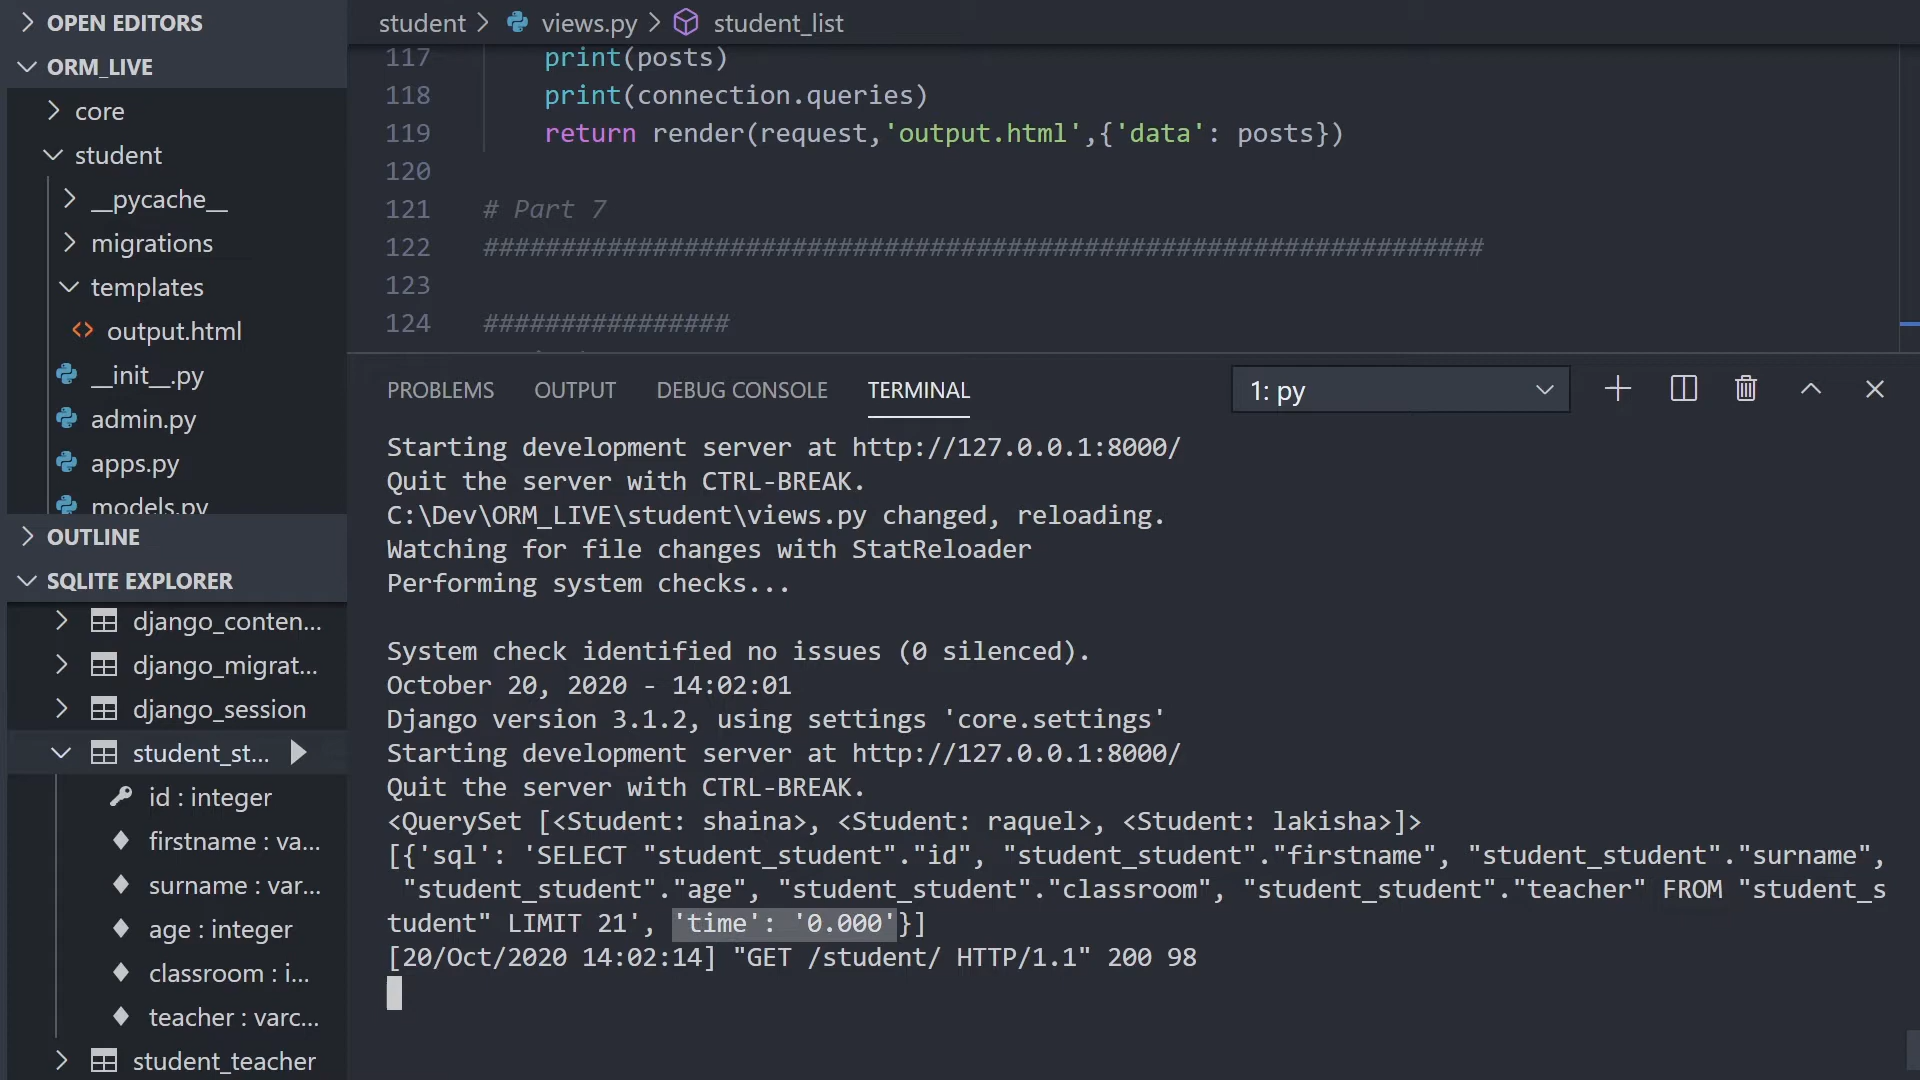 OPEN EDITORS
ORM_LIVE
core
student
__pycache__
migrations
templates
output.html
__init__.py
admin.py
apps.py
models.py
OUTLINE
SQLITE EXPLORER
django_conten...
django_migrat...
django_session
student_st...
id : integer
firstname : va...
surname : var...
age : integer
classroom : i...
teacher : varc...
student_teacher
student > views.py > student_list
117 print(posts)
118 print(connection.queries)
119 return render(request,'output.html',{'data': posts})
120
121 # Part 7
122 #################################################################
123
124 ################
PROBLEMS OUTPUT DEBUG CONSOLE TERMINAL 1: py
Starting development server at http://127.0.0.1:8000/
Quit the server with CTRL-BREAK.
C:\Dev\ORM_LIVE\student\views.py changed, reloading.
Watching for file changes with StatReloader
Performing system checks...
System check identified no issues (0 silenced).
October 20, 2020 - 14:02:01
Django version 3.1.2, using settings 'core.settings'
Starting development server at http://127.0.0.1:8000/
Quit the server with CTRL-BREAK.
<QuerySet [<Student: shaina>, <Student: raquel>, <Student: lakisha>]>
[{'sql': 'SELECT "student_student"."id", "student_student"."firstname", "student_student"."surname",
"student_student"."age", "student_student"."classroom", "student_student"."teacher" FROM "student_s
tudent" LIMIT 21', 'time': '0.000'}]
[20/Oct/2020 14:02:14] "GET /student/ HTTP/1.1" 200 98